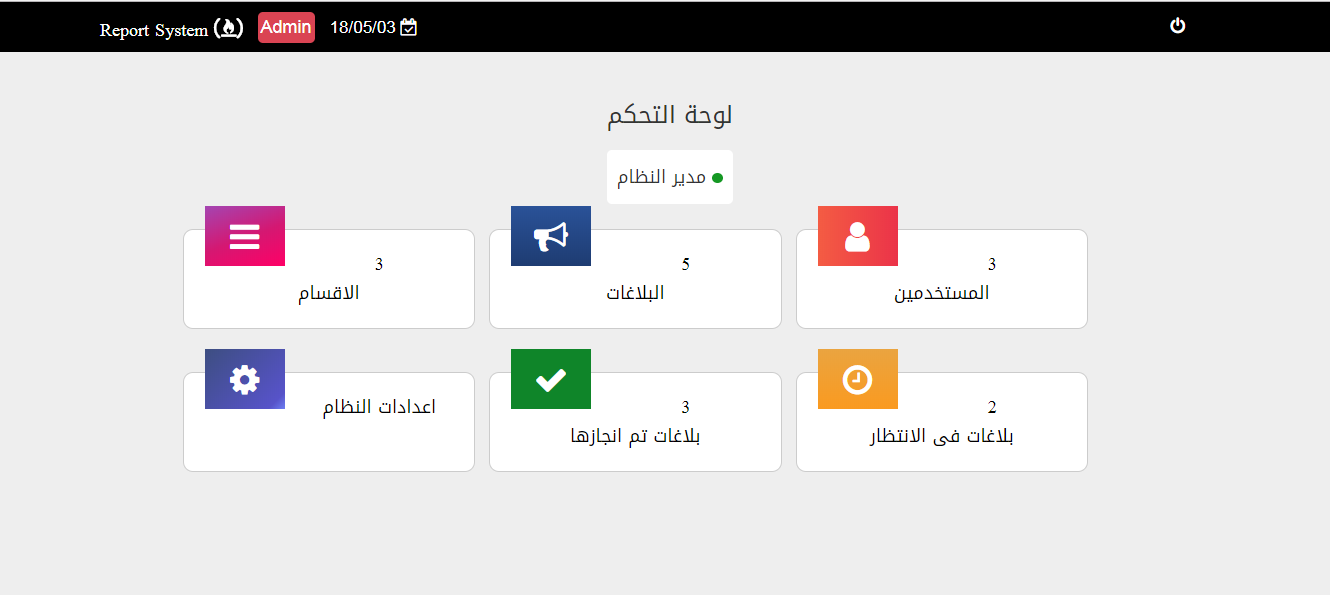 Report System Admin 18/05/03
لوحة التحكم
مدير النظام
3
المستخدمين
5
البلاغات
3
الاقسام
2
بلاغات فى الانتظار
3
بلاغات تم انجازها
اعدادات النظام